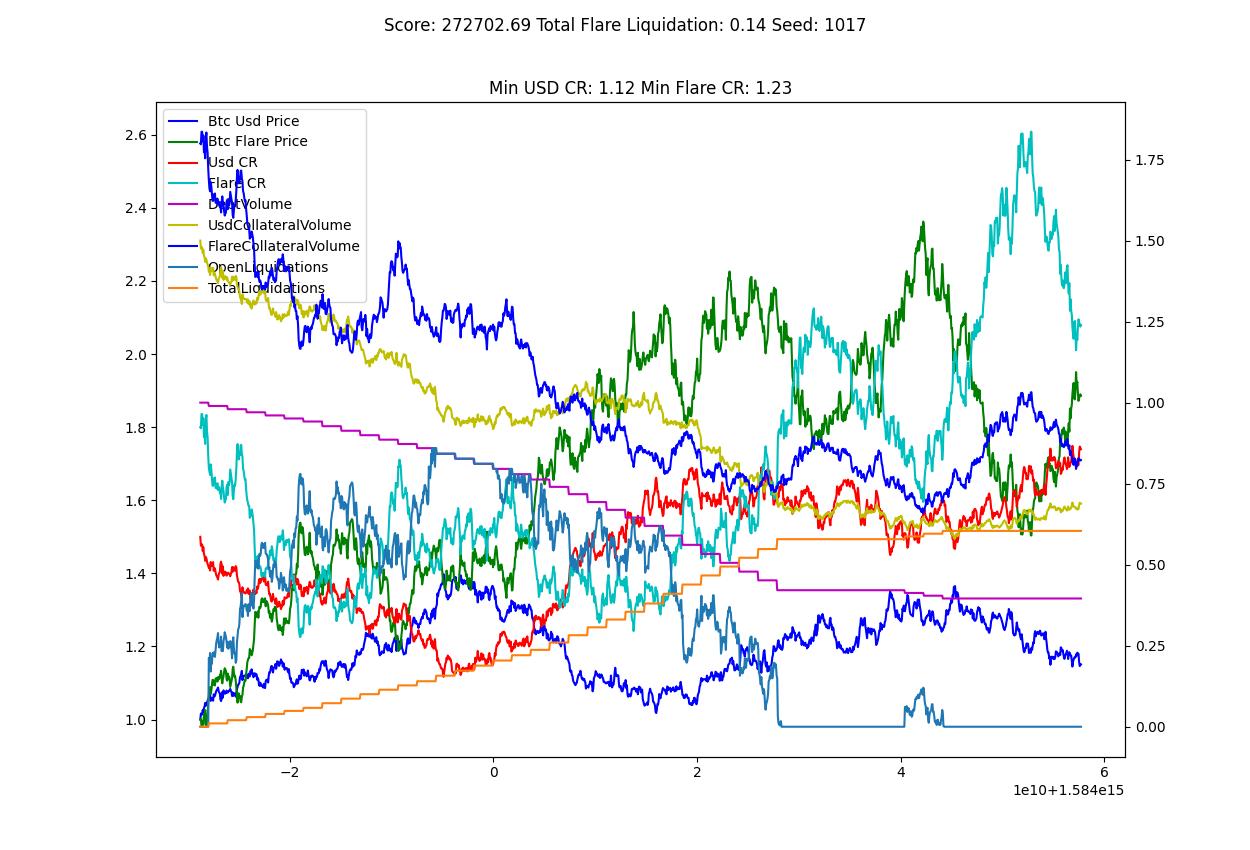 Score: 272702.69 Total Flare Liquidation: 0.14 Seed: 1017
Min USD CR: 1.12 Min Flare CR: 1.23
Btc Usd Price
Btc Flare Price
Usd CR
Flare CR
DebtVolume
UsdCollateralVolume
FlareCollateralVolume
OpenLiquidations
TotalLiquidations
2.6
2.4
2.2
2.0
1.8
1.6
1.4
1.2
1.0
1.75
1.50
1.25
1.00
0.75
0.50
0.25
0.00
−2
0
2
4
6
1e10+1.584e15